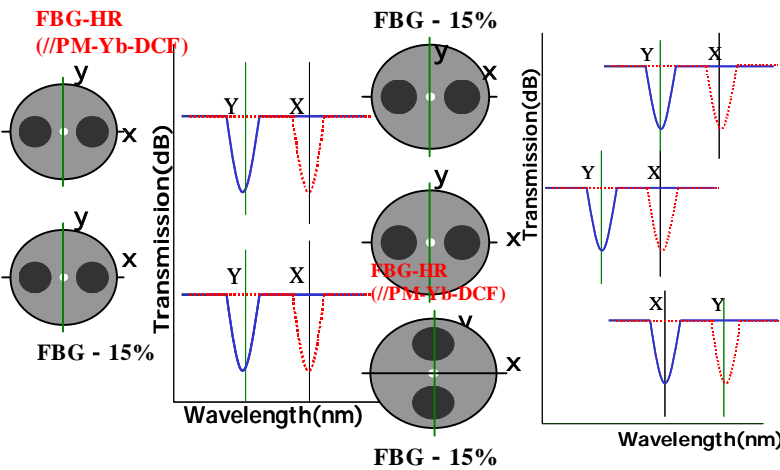 FBG-HR
(//PM-Yb-DCF)
y
x
Y
X
Transmission(dB)
y
x
Y
X
FBG - 15%
Wavelength(nm)
FBG - 15%
y
x
y
x
FBG-HR
(//PM-Yb-DCF)
y
x
FBG - 15%
Y
X
Transmission(dB)
Y
X
X
Y
Wavelength(nm)